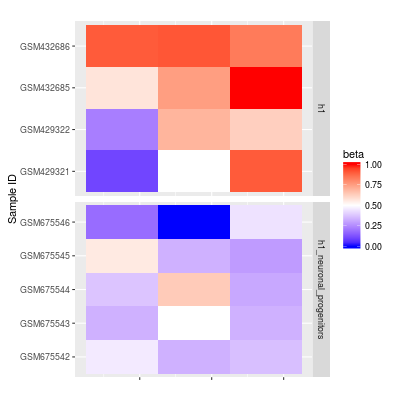 GSM432686
GSM432685
GSM429322
GSM429321
h1
GSM675546
GSM675545
GSM675544
GSM675543
GSM675542
h1_neuronal_progenitors
Sample ID
beta
1.00
0.75
0.50
0.25
0.00